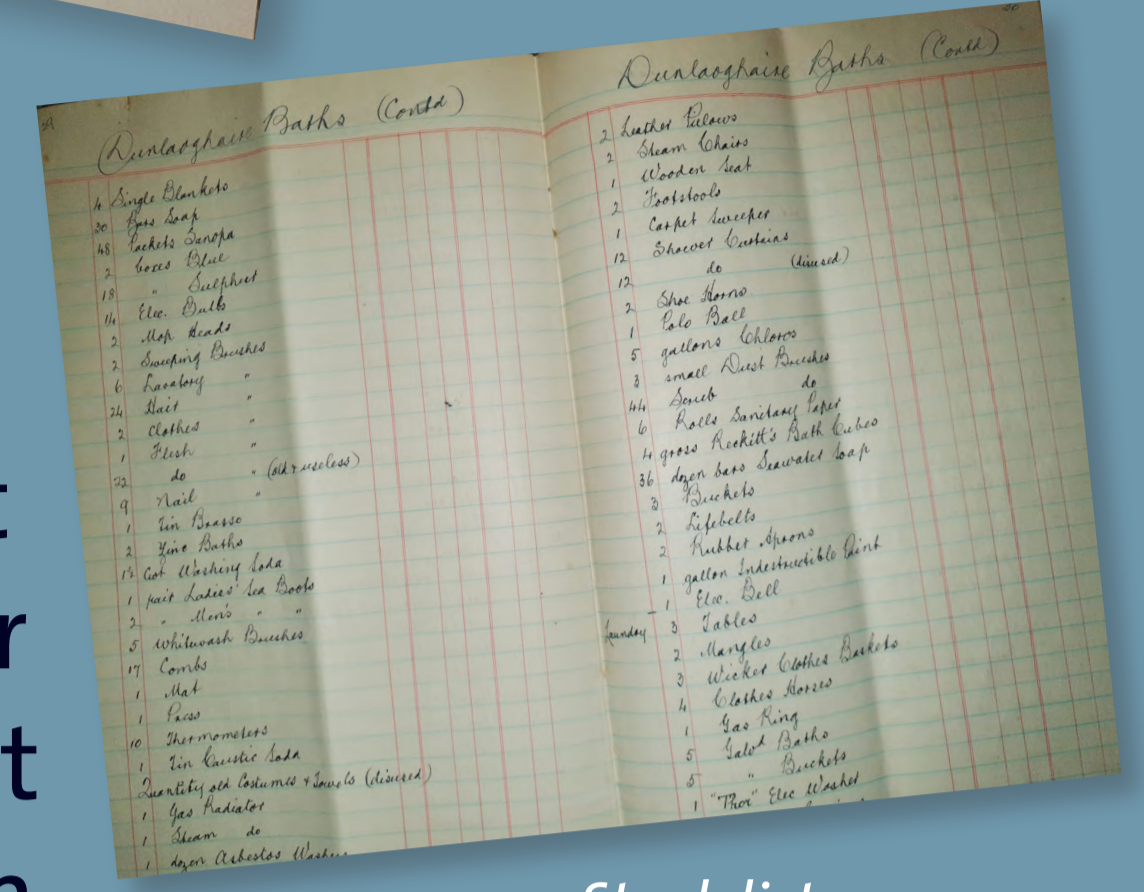 Dunlaoghaire Baths (Contd)
4 Single Blankets
30 Bars Soap
48 Packets Sanopa
2 boxes Blue
18 " Sulphur
14 Elec. Bulbs
2 Mop Heads
2 Sweeping Brushes
6 Lavatory "
24 Hair "
2 Clothes "
1 Flesh "
22 do " (old & useless)
9 Nail "
1 Tin Brasso
2 Zinc Baths
Cwt Washing Soda
1 pair Ladies' Sea Boots
2 " Men's " "
5 Whitewash Brushes
17 Combs
1 Mat
1 Press
10 Thermometers
1 Tin Caustic Soda
Quantity old Costumes & Towels (disused)
1 Gas Radiator
1 Steam do
1 dozen Asbestos Washers
Dunlaoghaire Baths (Contd)
2 Leather Pillows
2 Steam Chairs
1 Wooden Seat
2 Footstools
1 Carpet Sweeper
12 Shower Curtains
12 do (disused)
2 Shoe Horns
1 Polo Ball
5 gallons Chloros
3 small Dust Brushes
44 Scrub do
6 Rolls Sanitary Paper
4 gross Reckitt's Bath Cubes
36 dozen bars Seawater Soap
3 Buckets
2 Lifebelts
2 Rubber Aprons
1 gallon Indestructible Paint
1 Elec. Bell
Laundry - 3 Tables
2 Mangles
3 Wicker Clothes Baskets
4 Clothes Horses
1 Gas Ring
5 Galvd Baths
5 " Buckets
1 "Thor" Elec Washer
t
r
t